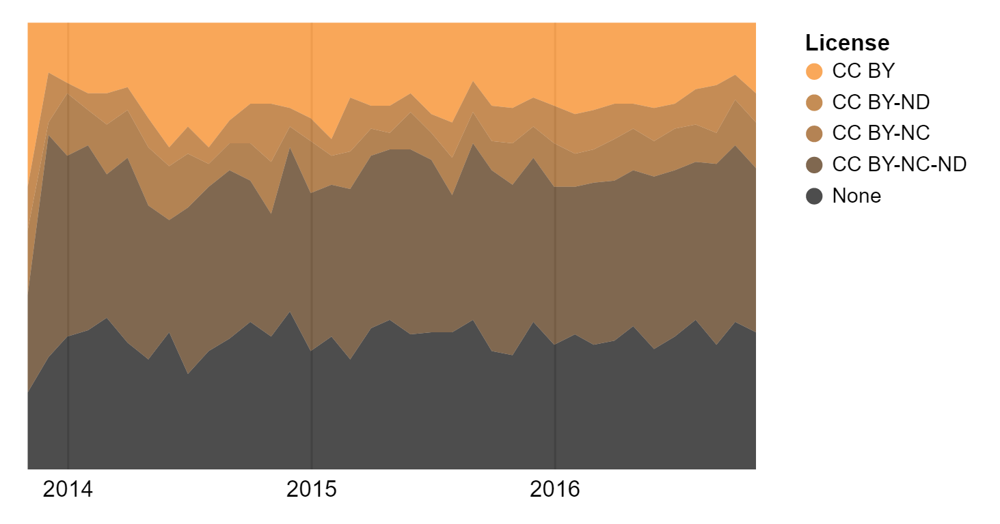 License
CC BY
CC BY-ND
CC BY-NC
CC BY-NC-ND
None
2014 2015 2016